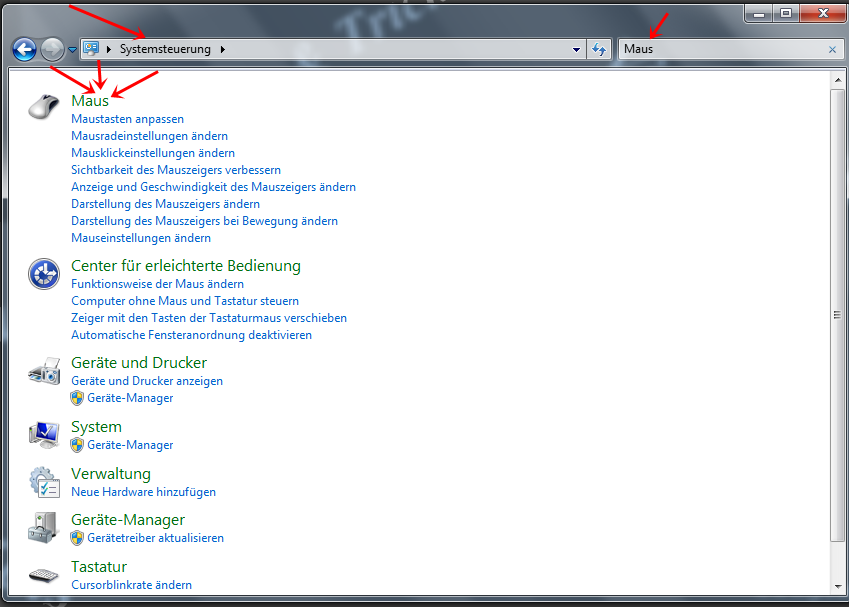 & Tric
Systemsteuerung
Maus
Maus
Maustasten anpassen
Mausradeinstellungen ändern
Mausklickeinstellungen ändern
Sichtbarkeit des Mauszeigers verbessern
Anzeige und Geschwindigkeit des Mauszeigers ändern
Darstellung des Mauszeigers ändern
Darstellung des Mauszeigers bei Bewegung ändern
Mauseinstellungen ändern
Center für erleichterte Bedienung
Funktionsweise der Maus ändern
Computer ohne Maus und Tastatur steuern
Zeiger mit den Tasten der Tastaturmaus verschieben
Automatische Fensteranordnung deaktivieren
Geräte und Drucker
Geräte und Drucker anzeigen
Geräte-Manager
System
Geräte-Manager
Verwaltung
Neue Hardware hinzufügen
Geräte-Manager
Gerätetreiber aktualisieren
Tastatur
Cursorblinkrate ändern